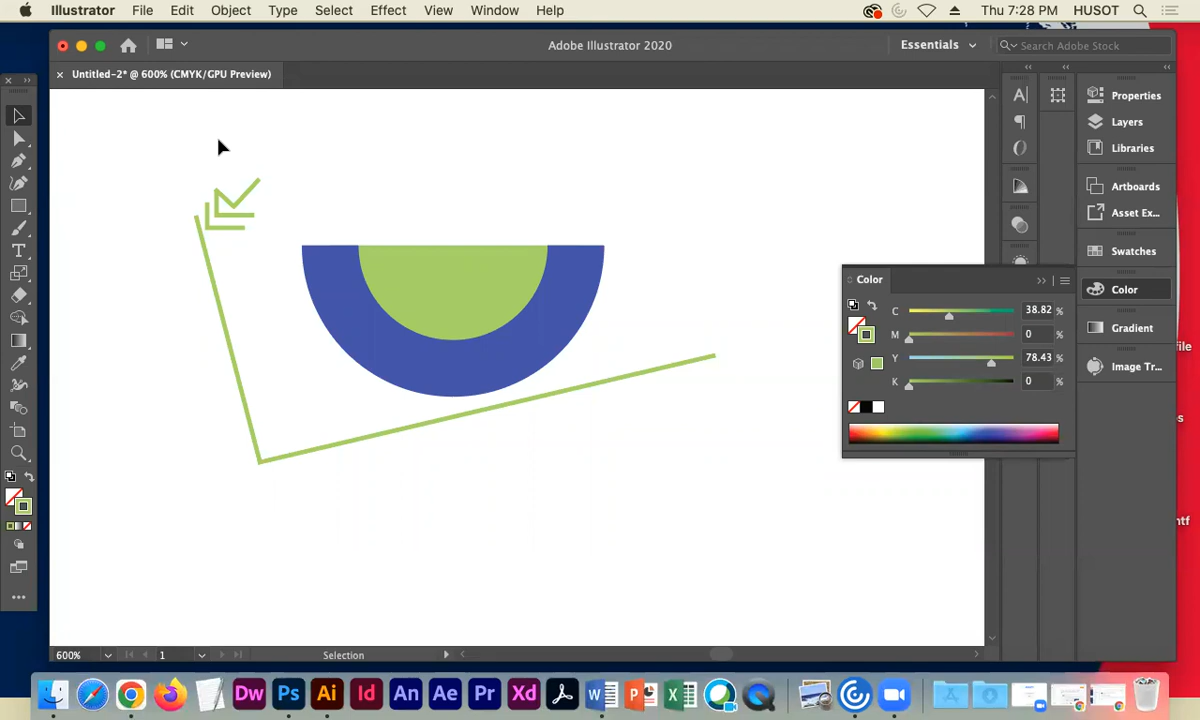 Illustrator File Edit Object Type Select Effect View Window Help Thu 7:28 PM HUSOT
Adobe Illustrator 2020
Essentials
Search Adobe Stock
Untitled-2* @ 600% (CMYK/GPU Preview)
Properties
Layers
Libraries
Artboards
Asset Ex...
Swatches
Color
Gradient
Image Tr...
Color
C 38.82 %
M 0 %
Y 78.43 %
K 0 %
file
s
ntf
600% 1 Selection
Dw Ps Ai Id An Ae Pr Xd W P X